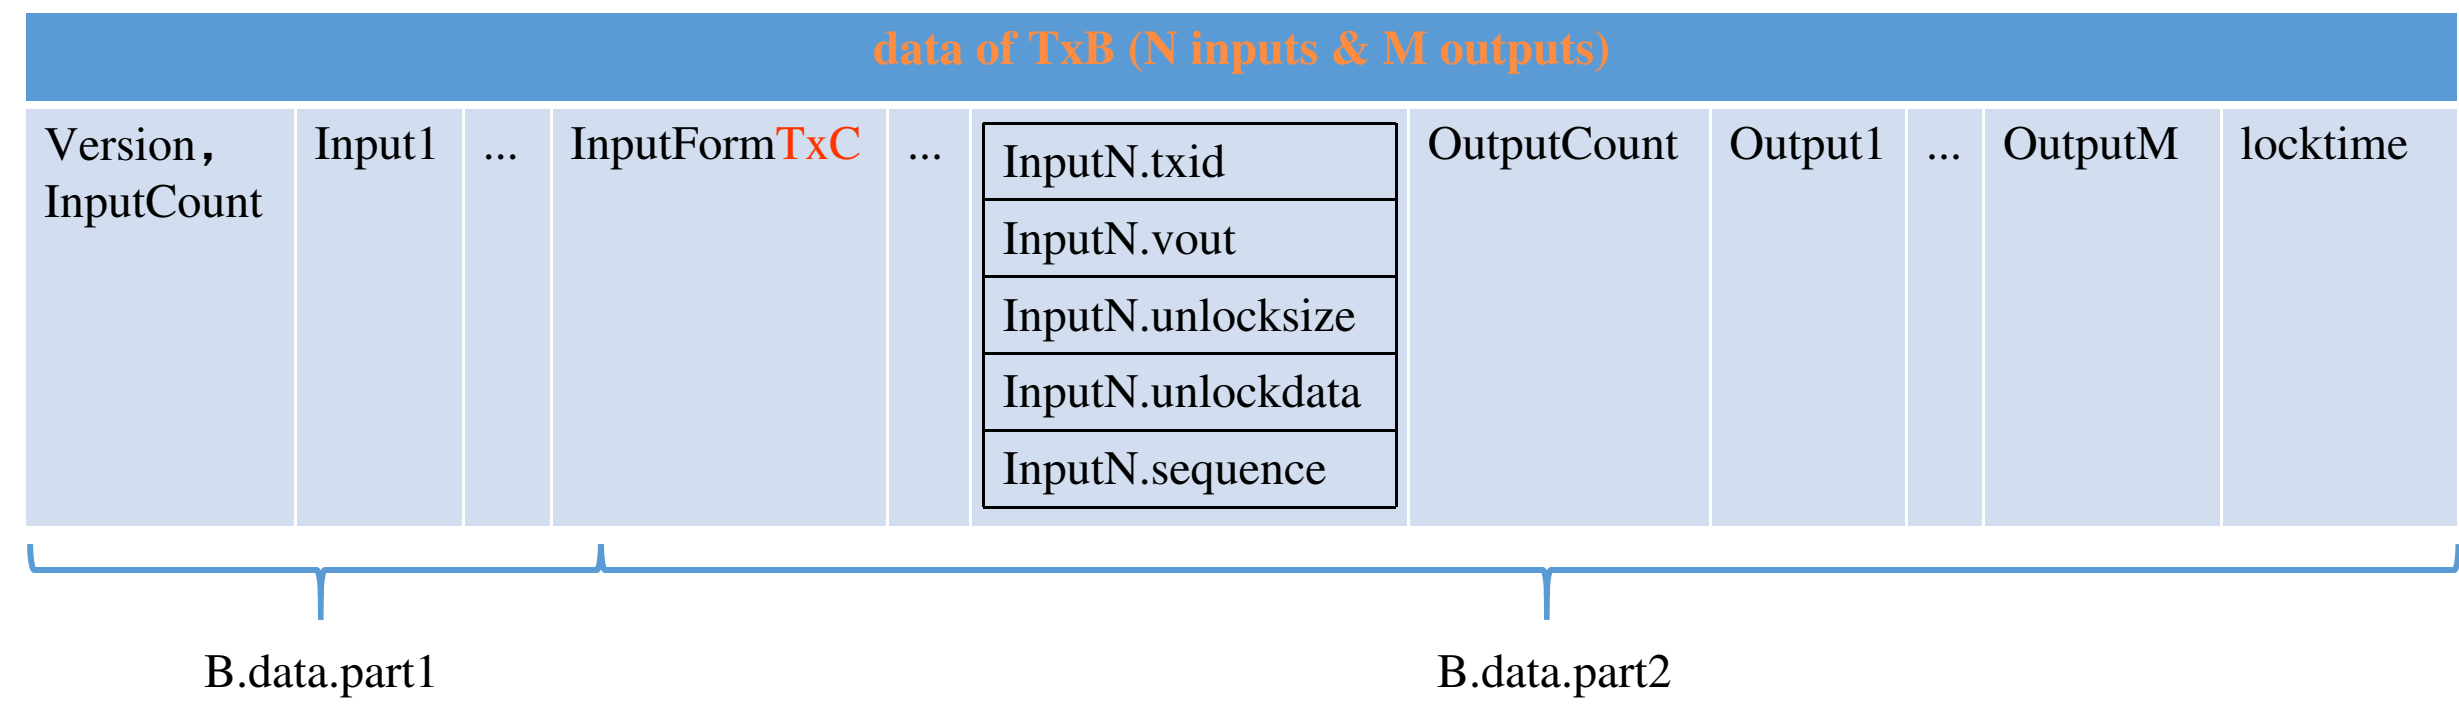 data of TxB (N inputs & M outputs)
Version，
InputCount
Input1
...
InputFormTxC
...
InputN.txid
InputN.vout
InputN.unlocksize
InputN.unlockdata
InputN.sequence
OutputCount
Output1
...
OutputM
locktime
B.data.part1
B.data.part2